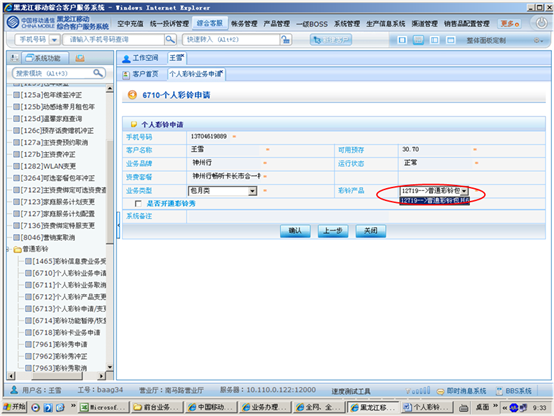 黑龙江移动综合客户服务系统 - Windows Internet Explorer
中国移动通信 CHINA MOBILE 黑龙江移动 综合客户服务系统
空中充值 统一投诉管理 综合客服 帐务管理 产品管理 一级BOSS 系统管理 生产信息系统 渠道管理 销售品配置管理 更多
手机号码 请输入手机号码查询 快速转入 (Alt+2) 整体面板定制
系统功能 工作空间 王雪
搜索模块 (Alt+3) 客户首页 个人彩铃业务申请
[125a]包年续签冲正
[125b]动感地带月租包年
[125d]温馨家庭查询
[126c]预存话费赠机冲正
[127a]主资费预约取消
[127b]主资费冲正
[1282]WLAN变更
[3264]可选套餐包年冲正
[7122]主资费绑定可选资费
[7123]家庭服务计划变更
[7127]家庭服务计划配置
[7136]资费绑定特服变更
[8046]营销案取消
普通彩铃
[1465]彩铃信息费业务受
[6710]个人彩铃业务申请
[6711]个人彩铃业务取消
[6712]个人彩铃产品变更
[6713]个人彩铃申请/变更
[6714]彩铃功能暂停/恢复
[6718]彩铃卡业务申请
[7961]彩铃秀申请
[7962]彩铃秀冲正
[7963]彩铃秀取消
6710-个人彩铃申请
个人彩铃申请
手机号码 13704619889
客户名称 王雪 可用预存 30.70
业务品牌 神州行 运行状态 正常
资费套餐 神州行畅听卡长市合一
业务类型 包月类 彩铃产品 12719-->普通彩铃包
12719-->普通彩铃包月
是否开通彩铃秀
系统备注
确认 上一步 关闭
用户名：王雪 工号：baag34 营业厅：南马路营业厅 服务器：10.110.0.122:12000 速度测试工具 即时消息系统 BBS系统
开始 Microsof... 前台业务... 中国移动... 业务办理... 全网、全... 黑龙江移... 桌面 9:33